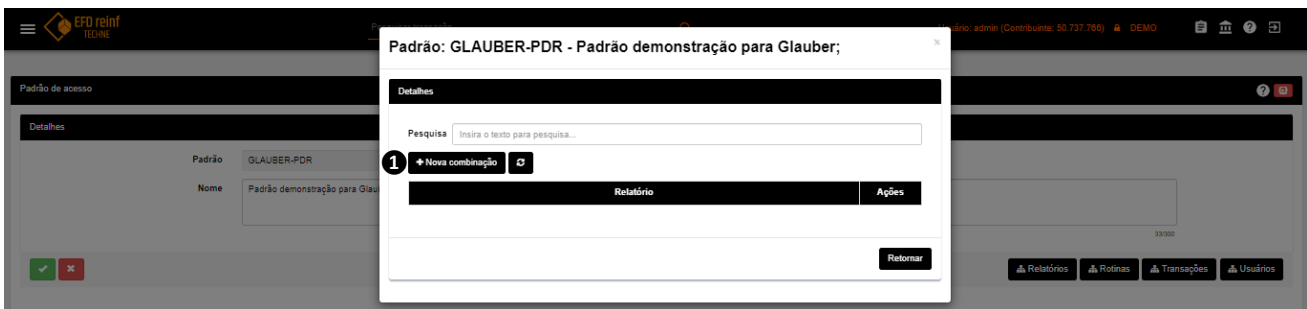 EFD reinf
TECHNE
Usuário: admin (Contribuinte: 50.737.766) DEMO
Padrão: GLAUBER-PDR - Padrão demonstração para Glauber;
x
Padrão de acesso
Detalhes
Detalhes
Pesquisa Insira o texto para pesquisa...
Padrão GLAUBER-PDR
1 +Nova combinação
Nome Padrão demonstração para Glau
Relatório Ações
33/300
Retornar
Relatórios Rotinas Transações Usuários